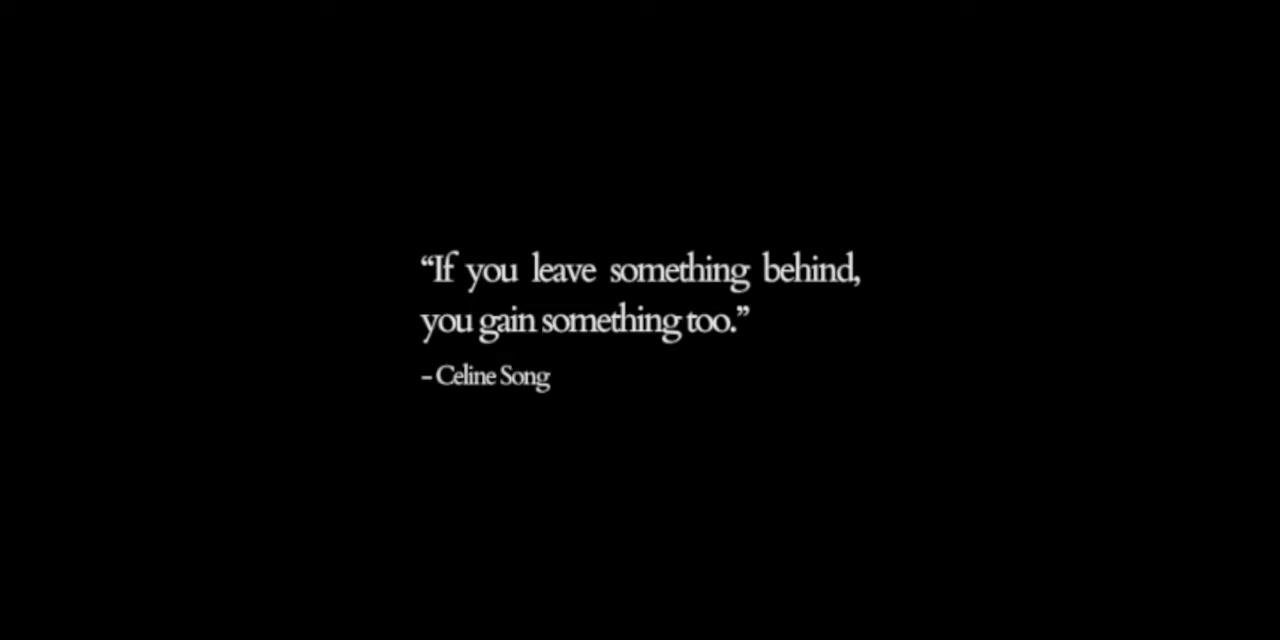 “If you leave something behind,
you gain something too.”
– Celine Song